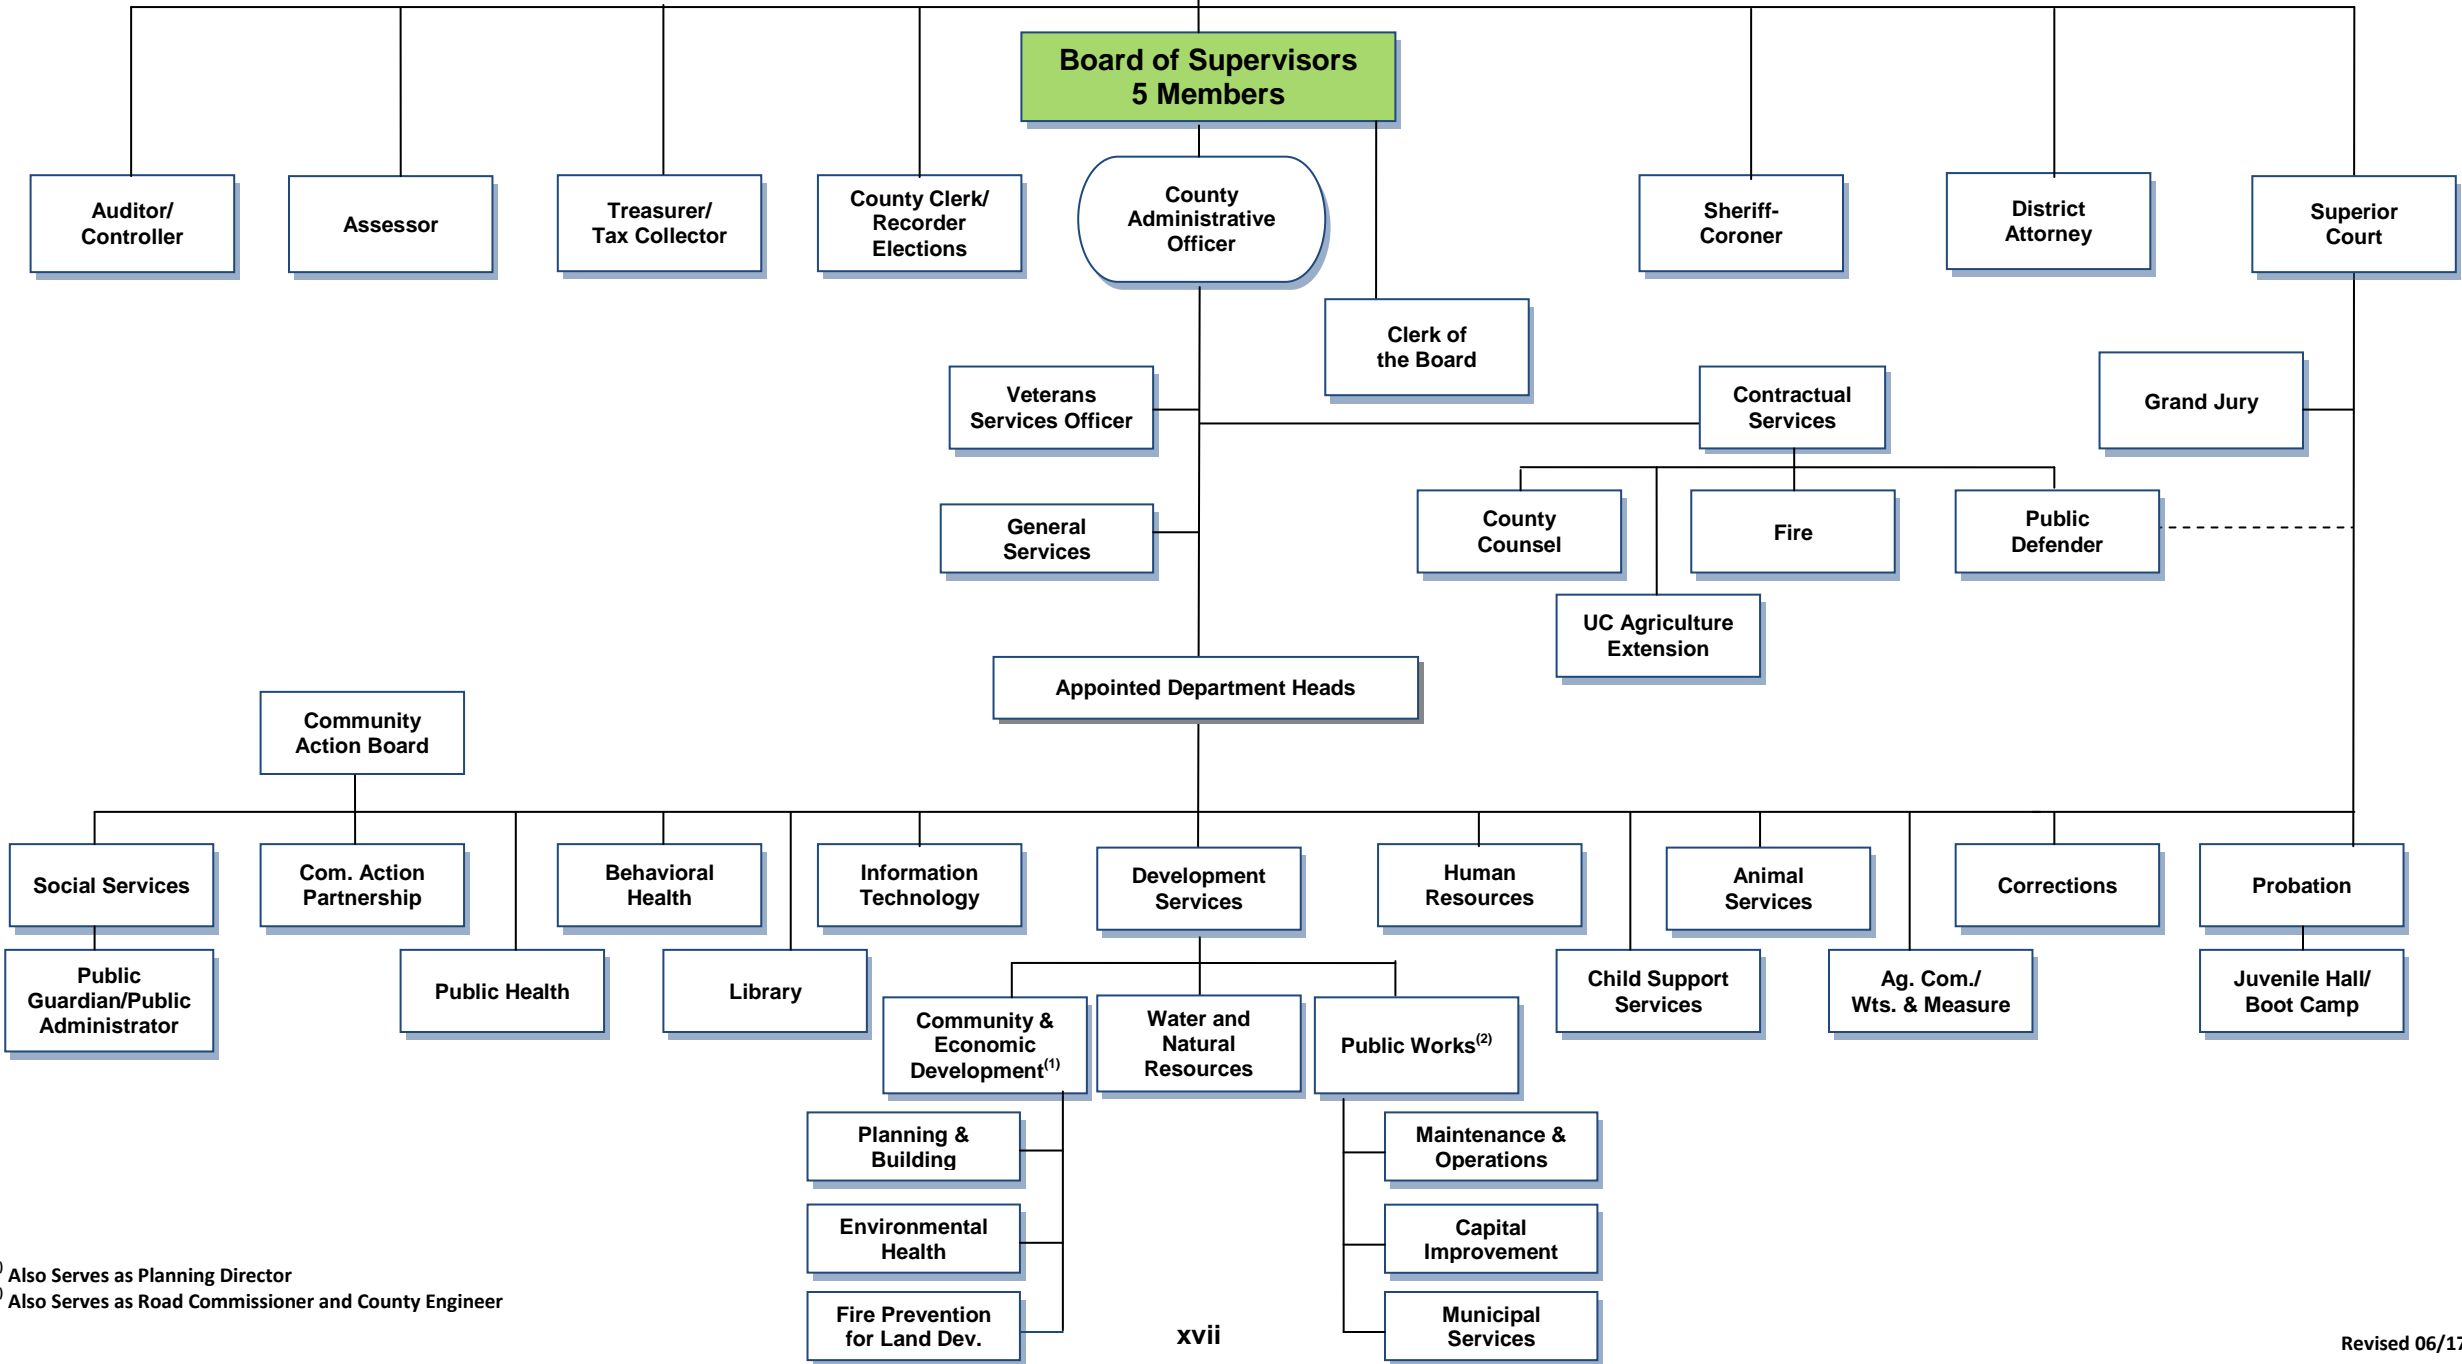 Board of Supervisors
5 Members
Auditor/
Controller
Assessor
Treasurer/
Tax Collector
County Clerk/
Recorder
Elections
County
Administrative
Officer
Sheriff-
Coroner
District
Attorney
Superior
Court
Clerk of
the Board
Veterans
Services Officer
Contractual
Services
Grand Jury
General
Services
County
Counsel
Fire
Public
Defender
UC Agriculture
Extension
Appointed Department Heads
Community
Action Board
Social Services
Com. Action
Partnership
Behavioral
Health
Information
Technology
Development
Services
Human
Resources
Animal
Services
Corrections
Probation
Public
Guardian/Public
Administrator
Public Health
Library
Community &
Economic
Development(1)
Water and
Natural
Resources
Public Works(2)
Child Support
Services
Ag. Com./
Wts. & Measure
Juvenile Hall/
Boot Camp
Planning &
Building
Maintenance &
Operations
Environmental
Health
Capital
Improvement
Fire Prevention
for Land Dev.
Municipal
Services
) Also Serves as Planning Director
) Also Serves as Road Commissioner and County Engineer
xvii
Revised 06/17